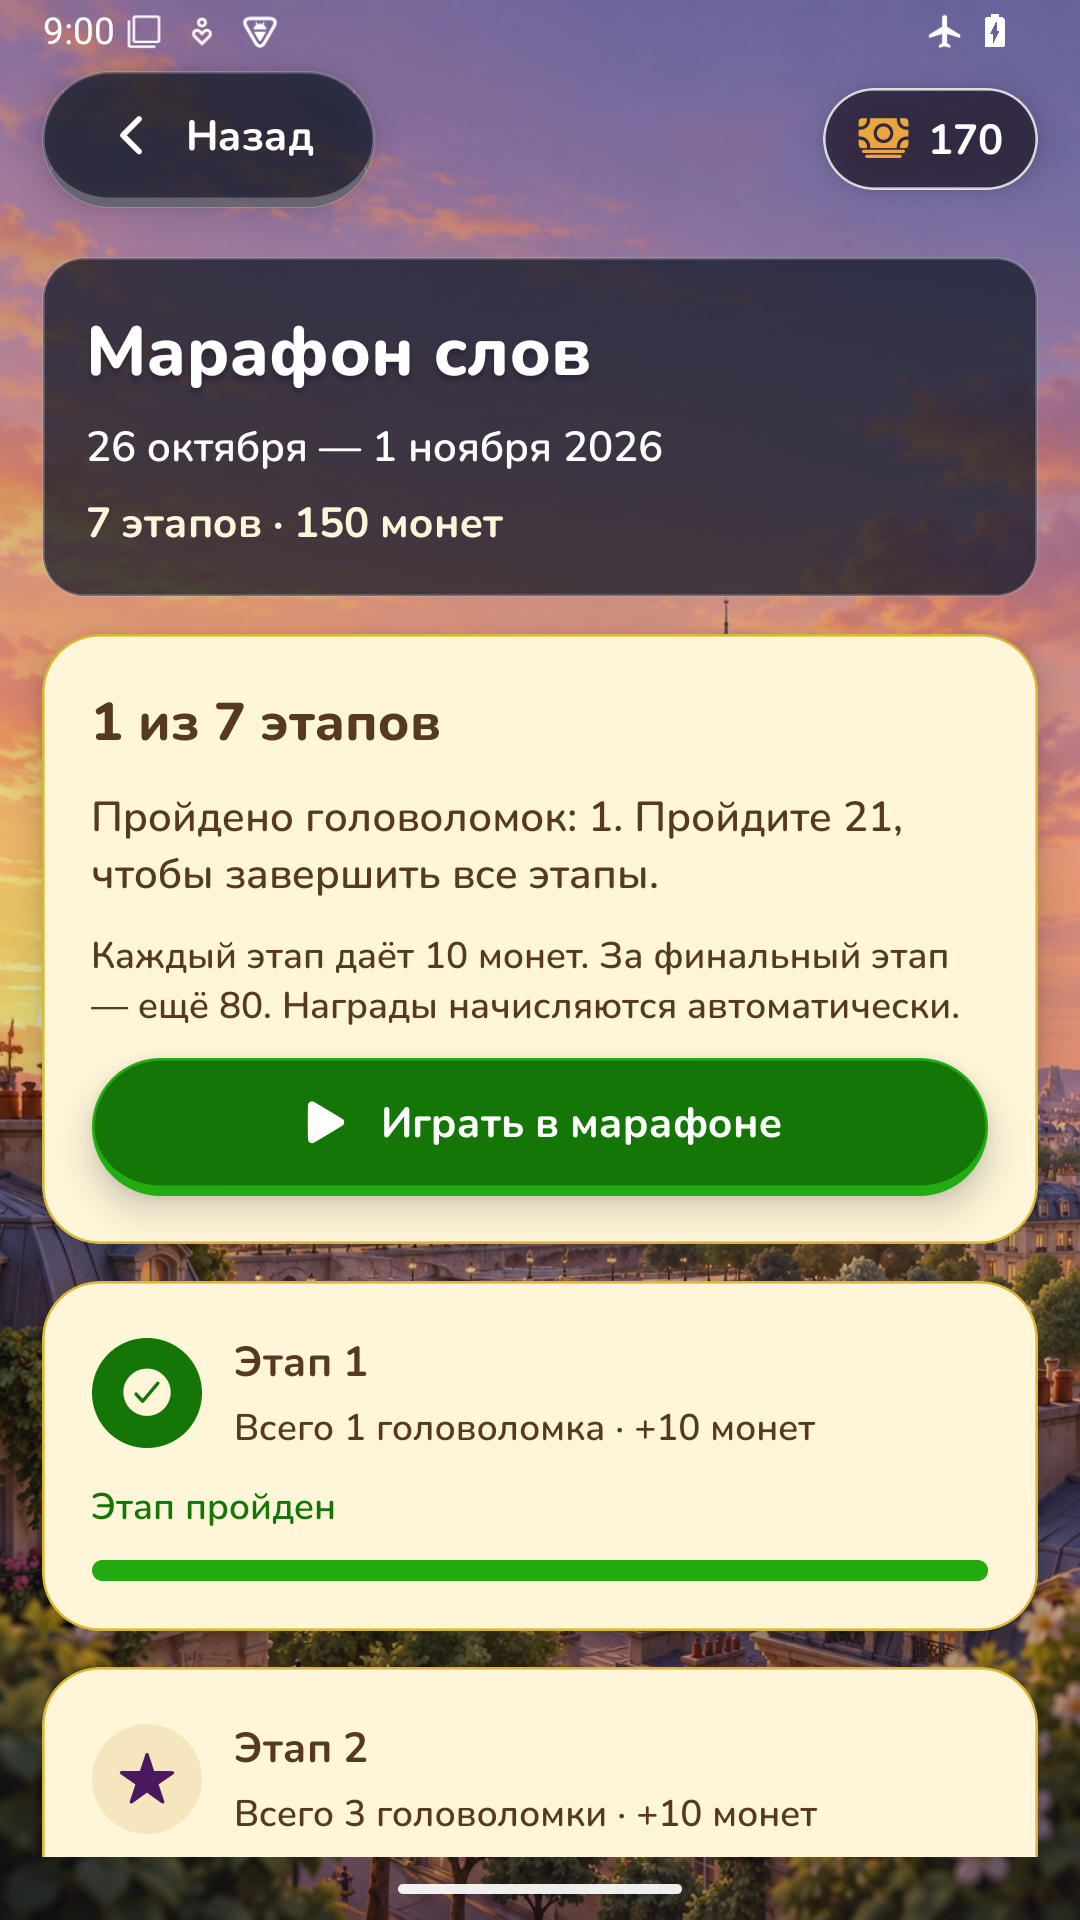 9:00
Назад
170
Марафон слов
26 октября — 1 ноября 2026
7 этапов · 150 монет
1 из 7 этапов
Пройдено головоломок: 1. Пройдите 21,
чтобы завершить все этапы.
Каждый этап даёт 10 монет. За финальный этап
— ещё 80. Награды начисляются автоматически.
Играть в марафоне
Этап 1
Всего 1 головоломка · +10 монет
Этап пройден
Этап 2
Всего 3 головоломки · +10 монет